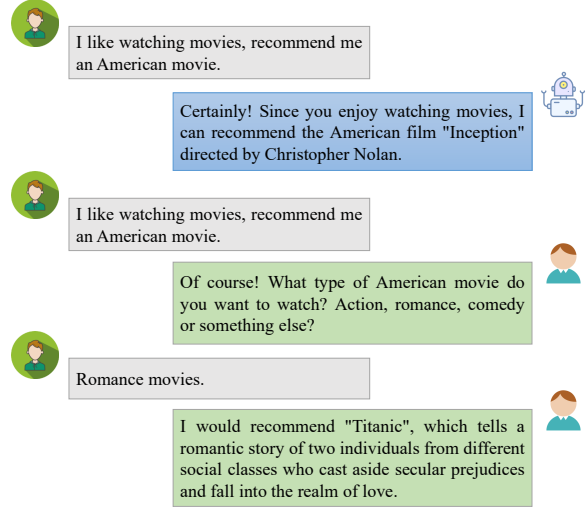 I like watching movies, recommend me
an American movie.
Certainly! Since you enjoy watching movies, I
can recommend the American film "Inception"
directed by Christopher Nolan.
I like watching movies, recommend me
an American movie.
Of course! What type of American movie do
you want to watch? Action, romance, comedy
or something else?
Romance movies.
I would recommend "Titanic", which tells a
romantic story of two individuals from different
social classes who cast aside secular prejudices
and fall into the realm of love.